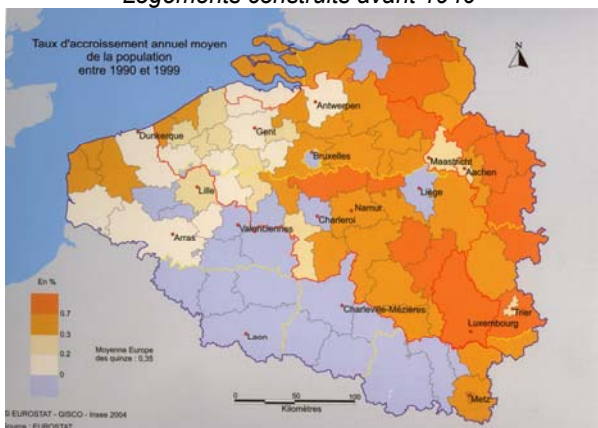 Logements construits avant 1949
Taux d'accroissement annuel moyen
de la population
entre 1990 et 1999
N
Antwerpen
Dunkerque
Gent
Bruxelles
Maastricht
Aachen
Lille
Liège
Namur
Charleroi
Valenciennes
Arras
En %
0.7
0.3
0.2
0
Moyenne Europe
des quinze : 0,35
Charleville-Mézières
Trier
Luxembourg
Laon
Metz
0 50 100
Kilomètres
© EUROSTAT - GISCO - Insee 2004
Source : EUROSTAT